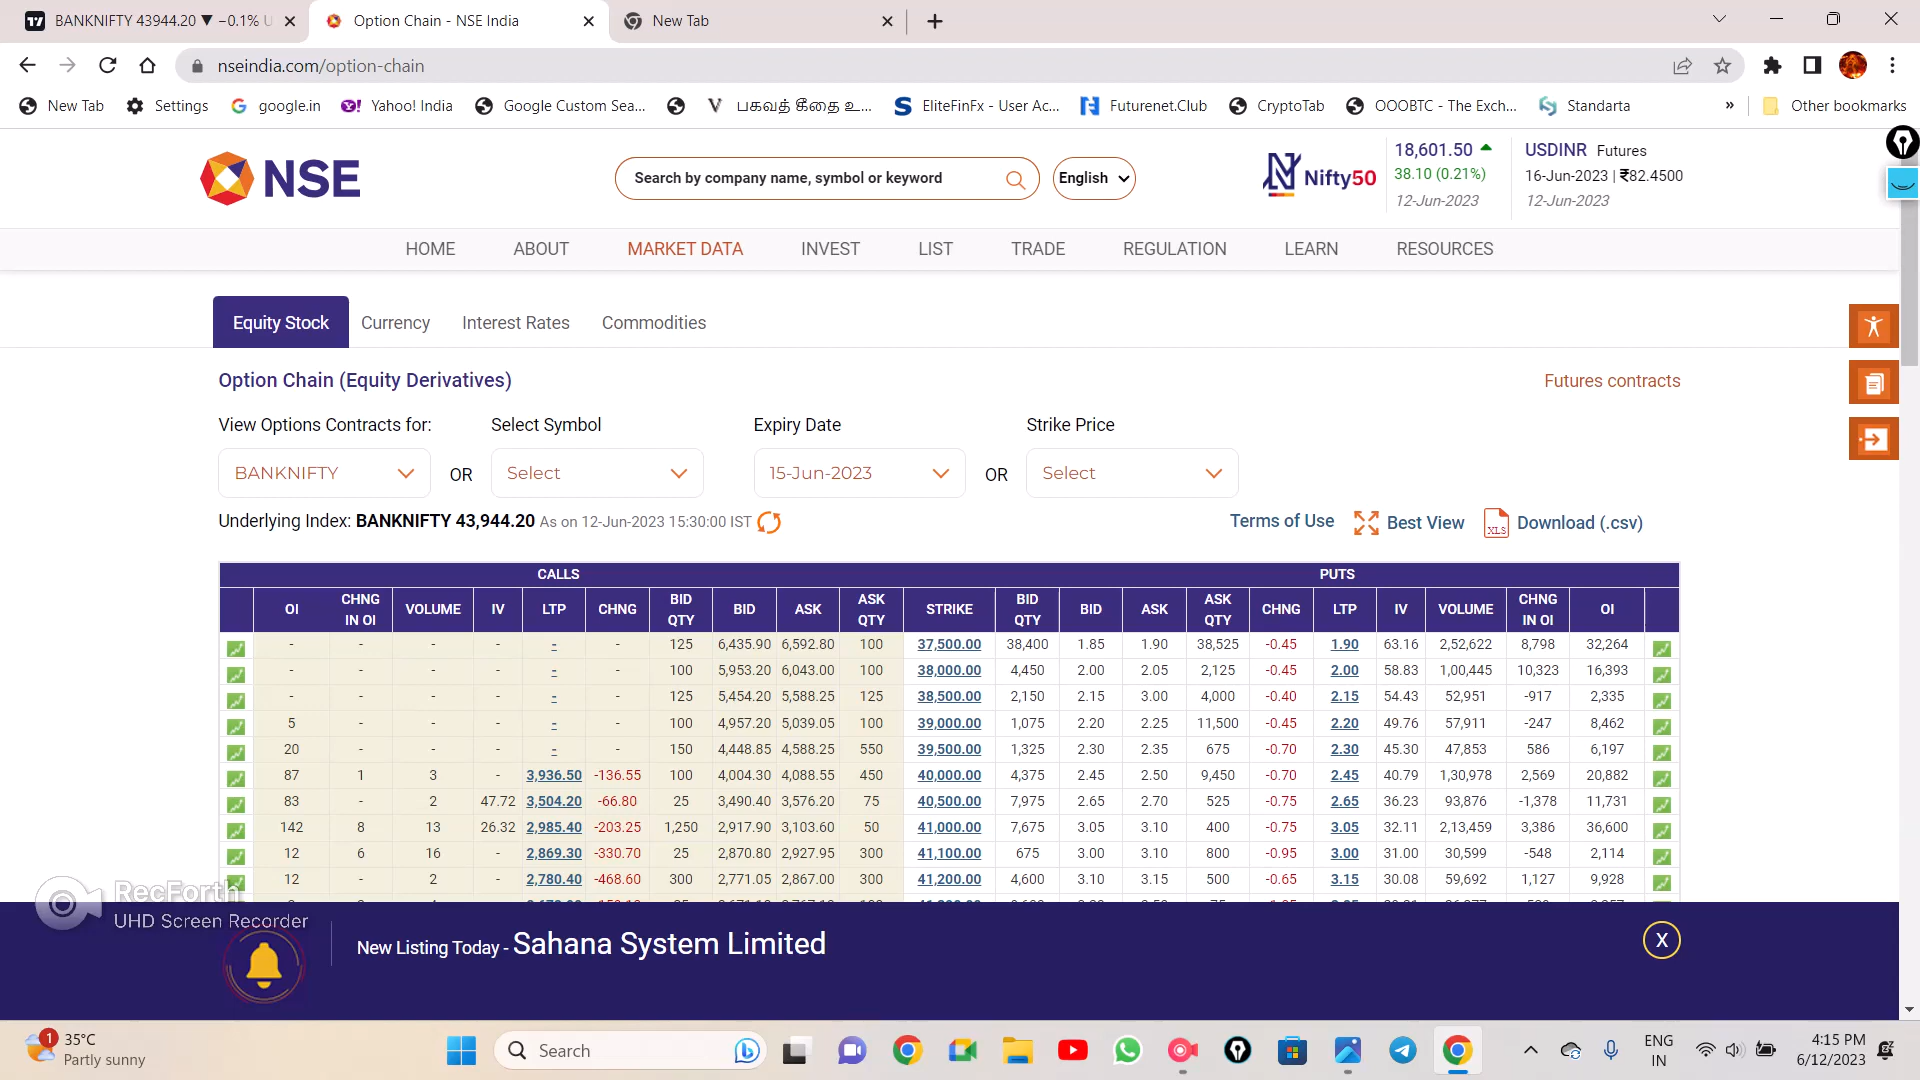 BANKNIFTY 43944.20 ▼ −0.1% U
Option Chain - NSE India
New Tab
nseindia.com/option-chain
New Tab
Settings
google.in
Yahoo! India
Google Custom Sea...
பகவத் கீதை உ...
EliteFinFx - User Ac...
Futurenet.Club
CryptoTab
OOOBTC - The Exch...
Standarta
»
Other bookmarks
NSE
Search by company name, symbol or keyword
English
Nifty50
18,601.50
38.10 (0.21%)
12-Jun-2023
USDINR Futures
16-Jun-2023 | ₹82.4500
12-Jun-2023
HOME ABOUT MARKET DATA INVEST LIST TRADE REGULATION LEARN RESOURCES
Equity Stock Currency Interest Rates Commodities
Option Chain (Equity Derivatives)
Futures contracts
View Options Contracts for: Select Symbol Expiry Date Strike Price
BANKNIFTY OR Select 15-Jun-2023 OR Select
Underlying Index: BANKNIFTY 43,944.20 As on 12-Jun-2023 15:30:00 IST
Terms of Use Best View XLS Download (.csv)
CALLS PUTS
OI CHNG IN OI VOLUME IV LTP CHNG BID QTY BID ASK ASK QTY STRIKE BID QTY BID ASK ASK QTY CHNG LTP IV VOLUME CHNG IN OI OI
- - - - - - 125 6,435.90 6,592.80 100 37,500.00 38,400 1.85 1.90 38,525 -0.45 1.90 63.16 2,52,622 8,798 32,264
- - - - - - 100 5,953.20 6,043.00 100 38,000.00 4,450 2.00 2.05 2,125 -0.45 2.00 58.83 1,00,445 10,323 16,393
- - - - - - 125 5,454.20 5,588.25 125 38,500.00 2,150 2.15 3.00 4,000 -0.40 2.15 54.43 52,951 -917 2,335
5 - - - - - 100 4,957.20 5,039.05 100 39,000.00 1,075 2.20 2.25 11,500 -0.45 2.20 49.76 57,911 -247 8,462
20 - - - - - 150 4,448.85 4,588.25 550 39,500.00 1,325 2.30 2.35 675 -0.70 2.30 45.30 47,853 586 6,197
87 1 3 - 3,936.50 -136.55 100 4,004.30 4,088.55 450 40,000.00 4,375 2.45 2.50 9,450 -0.70 2.45 40.79 1,30,978 2,569 20,882
83 - 2 47.72 3,504.20 -66.80 25 3,490.40 3,576.20 75 40,500.00 7,975 2.65 2.70 525 -0.75 2.65 36.23 93,876 -1,378 11,731
142 8 13 26.32 2,985.40 -203.25 1,250 2,917.90 3,103.60 50 41,000.00 7,675 3.05 3.10 400 -0.75 3.05 32.11 2,13,459 3,386 36,600
12 6 16 - 2,869.30 -330.70 25 2,870.80 2,927.95 300 41,100.00 675 3.00 3.10 800 -0.95 3.00 31.00 30,599 -548 2,114
12 - 2 - 2,780.40 -468.60 300 2,771.05 2,867.00 300 41,200.00 4,600 3.10 3.15 500 -0.65 3.15 30.08 59,692 1,127 9,928
RecForth
UHD Screen Recorder
New Listing Today - Sahana System Limited
X
1
35°C
Partly sunny
Search
ENG
IN
4:15 PM
6/12/2023